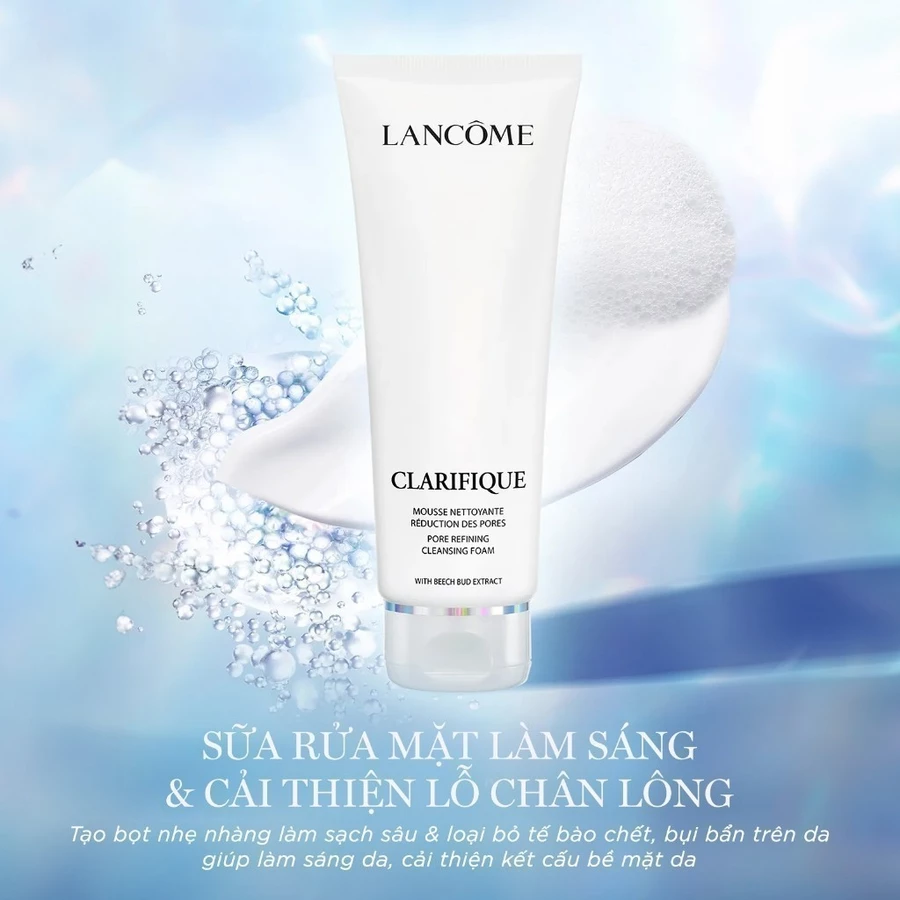 LANCÔME
CLARIFIQUE
MOUSSE NETTOYANTE
RÉDUCTION DES PORES
PORE REFINING
CLEANSING FOAM
WITH BEECH BUD EXTRACT
SỮA RỬA MẶT LÀM SÁNG
& CẢI THIỆN LỖ CHÂN LÔNG
Tạo bọt nhẹ nhàng làm sạch sâu & loại bỏ tế bào chết, bụi bẩn trên da
giúp làm sáng da, cải thiện kết cấu bề mặt da